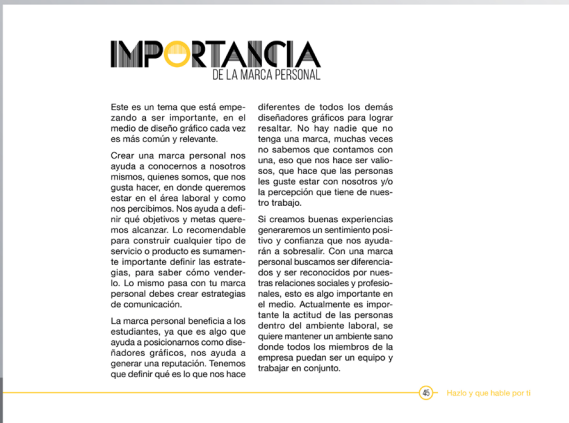 IMPORTANCIA
DE LA MARCA PERSONAL
Este es un tema que está empe-
zando a ser importante, en el
medio de diseño gráfico cada vez
es más común y relevante.
Crear una marca personal nos
ayuda a conocernos a nosotros
mismos, quienes somos, que nos
gusta hacer, en donde queremos
estar en el área laboral y como
nos percibimos. Nos ayuda a defi-
nir qué objetivos y metas quere-
mos alcanzar. Lo recomendable
para construir cualquier tipo de
servicio o producto es sumamen-
te importante definir las estrate-
gias, para saber cómo vender-
lo. Lo mismo pasa con tu marca
personal debes crear estrategias
de comunicación.
La marca personal beneficia a los
estudiantes, ya que es algo que
ayuda a posicionarnos como dise-
ñadores gráficos, nos ayuda a
generar una reputación. Tenemos
que definir qué es lo que nos hace
diferentes de todos los demás
diseñadores gráficos para lograr
resaltar. No hay nadie que no
tenga una marca, muchas veces
no sabemos que contamos con
una, eso que nos hace ser valio-
sos, que hace que las personas
les guste estar con nosotros y/o
la percepción que tiene de nues-
tro trabajo.
Si creamos buenas experiencias
generaremos un sentimiento posi-
tivo y confianza que nos ayuda-
rán a sobresalir. Con una marca
personal buscamos ser diferencia-
dos y ser reconocidos por nues-
tras relaciones sociales y profesio-
nales, esto es algo importante en
el medio. Actualmente es impor-
tante la actitud de las personas
dentro del ambiente laboral, se
quiere mantener un ambiente sano
donde todos los miembros de la
empresa puedan ser un equipo y
trabajar en conjunto.
45
Hazlo y que hable por ti